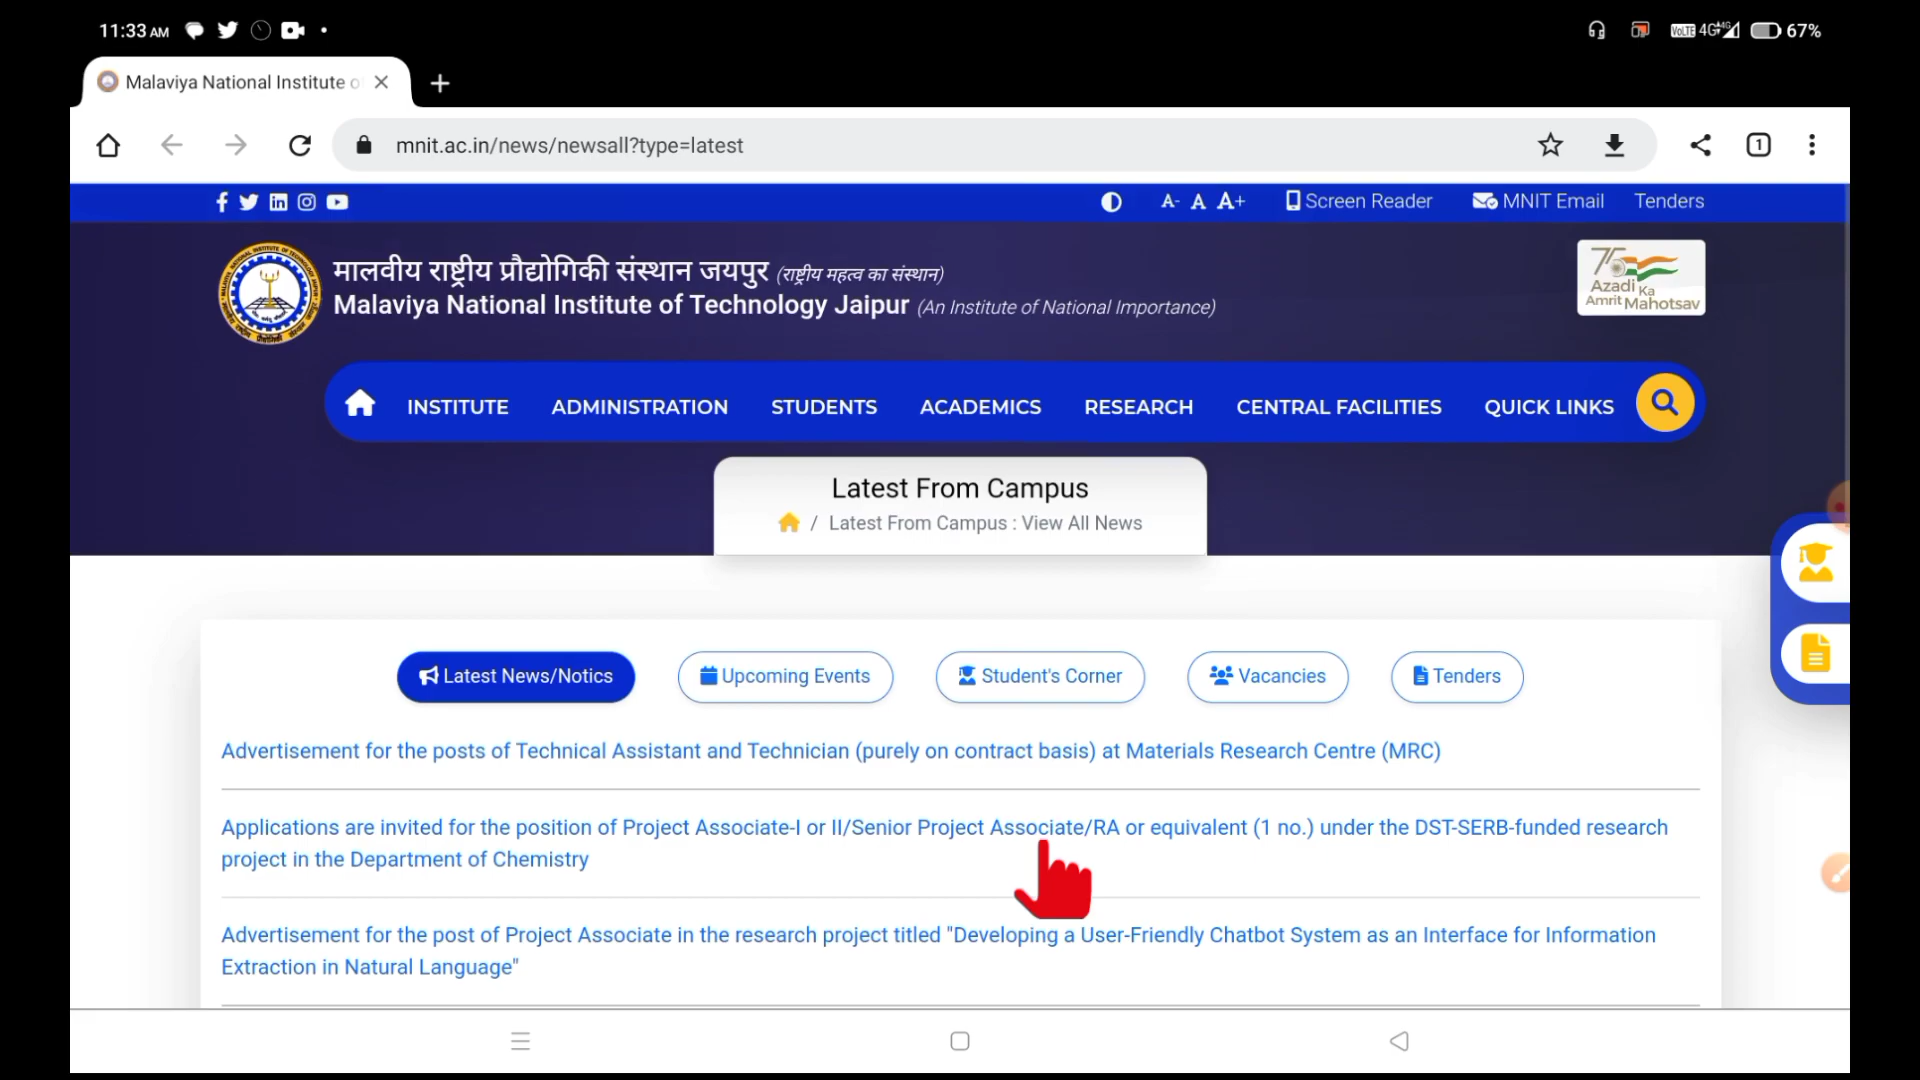 11:33 AM
VoLTE 4G 4G 67%
Malaviya National Institute o
mnit.ac.in/news/newsall?type=latest
1
A- A A+ Screen Reader MNIT Email Tenders
मालवीय राष्ट्रीय प्रौद्योगिकी संस्थान जयपुर (राष्ट्रीय महत्व का संस्थान)
Malaviya National Institute of Technology Jaipur (An Institute of National Importance)
75
Azadi Ka
Amrit Mahotsav
INSTITUTE ADMINISTRATION STUDENTS ACADEMICS RESEARCH CENTRAL FACILITIES QUICK LINKS
Latest From Campus
/ Latest From Campus : View All News
Latest News/Notics Upcoming Events Student's Corner Vacancies Tenders
Advertisement for the posts of Technical Assistant and Technician (purely on contract basis) at Materials Research Centre (MRC)
Applications are invited for the position of Project Associate-I or II/Senior Project Associate/RA or equivalent (1 no.) under the DST-SERB-funded research
project in the Department of Chemistry
Advertisement for the post of Project Associate in the research project titled "Developing a User-Friendly Chatbot System as an Interface for Information
Extraction in Natural Language"